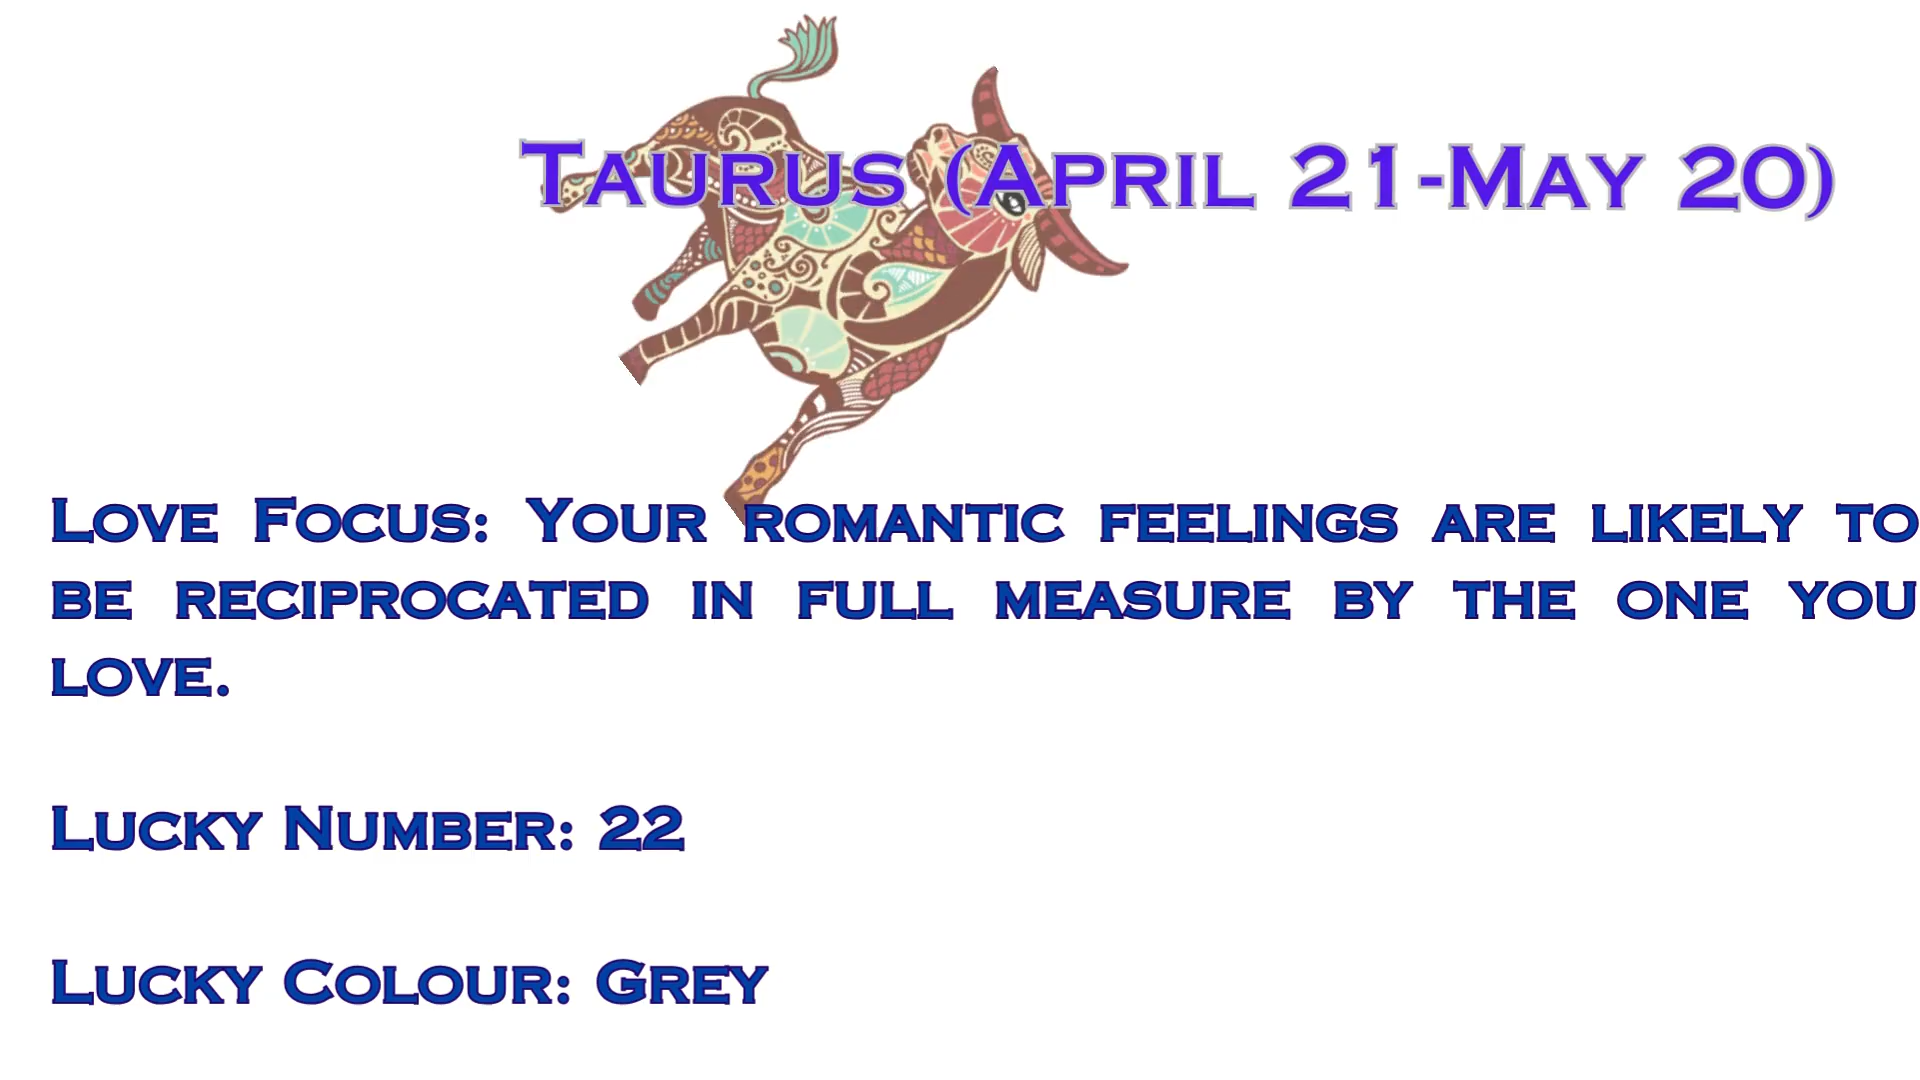 Taurus (April 21-May 20)
Love Focus: Your romantic feelings are likely to
be reciprocated in full measure by the one you
love.
Lucky Number: 22
Lucky Colour: Grey